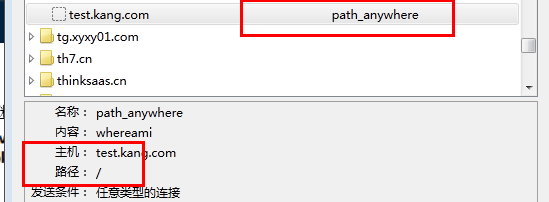 test.kang.com path_anywhere
tg.xyxy01.com
th7.cn
thinksaas.cn
名称： path_anywhere
内容： whereami
主机： test.kang.com
路径： /
发送条件： 任意类型的连接